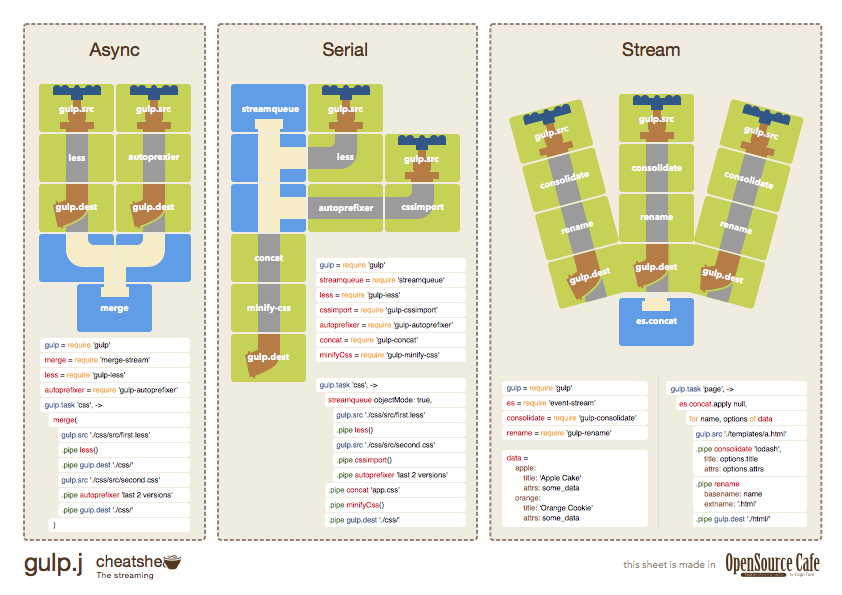 Async
gulp.src
gulp.src
less
autoprexier
gulp.dest
gulp.dest
merge
gulp = require 'gulp'
merge = require 'merge-stream'
less = require 'gulp-less'
autoprefixer = require 'gulp-autoprefixer'
gulp.task 'css', ->
merge(
gulp.src './css/src/first.less'
.pipe less()
.pipe gulp.dest './css/'
gulp.src './css/src/second.css'
.pipe autoprefixer 'last 2 versions'
.pipe gulp.dest './css/'
)
Serial
streamqueue
gulp.src
less
gulp.src
autoprefixer
cssimport
concat
minify-css
gulp.dest
gulp = require 'gulp'
streamqueue = require 'streamqueue'
less = require 'gulp-less'
cssimport = require 'gulp-cssimport'
autoprefixer = require 'gulp-autoprefixer'
concat = require 'gulp-concat'
minifyCss = require 'gulp-minify-css'
gulp.task 'css', ->
streamqueue objectMode: true,
gulp.src './css/src/first.less'
.pipe less()
gulp.src './css/src/second.css'
.pipe cssimport()
.pipe autoprefixer 'last 2 versions'
.pipe concat 'app.css'
.pipe minifyCss()
.pipe gulp.dest './css/'
Stream
gulp.src
gulp.src
gulp.src
consolidate
consolidate
consolidate
rename
rename
rename
gulp.dest
gulp.dest
gulp.dest
es.concat
gulp = require 'gulp'
es = require 'event-stream'
consolidate = require 'gulp-consolidate'
rename = require 'gulp-rename'
data =
apple:
title: 'Apple Cake'
attrs: some_data
orange:
title: 'Orange Cookie'
attrs: some_data
gulp.task 'page', ->
es.concat.apply null,
for name, options of data
gulp.src './templates/a.html'
.pipe consolidate 'lodash',
title: options.title
attrs: options.attrs
.pipe rename
basename: name
extname: '.html'
.pipe gulp.dest './html/'
gulp.j cheatshe
The streaming
this sheet is made in OpenSource Cafe